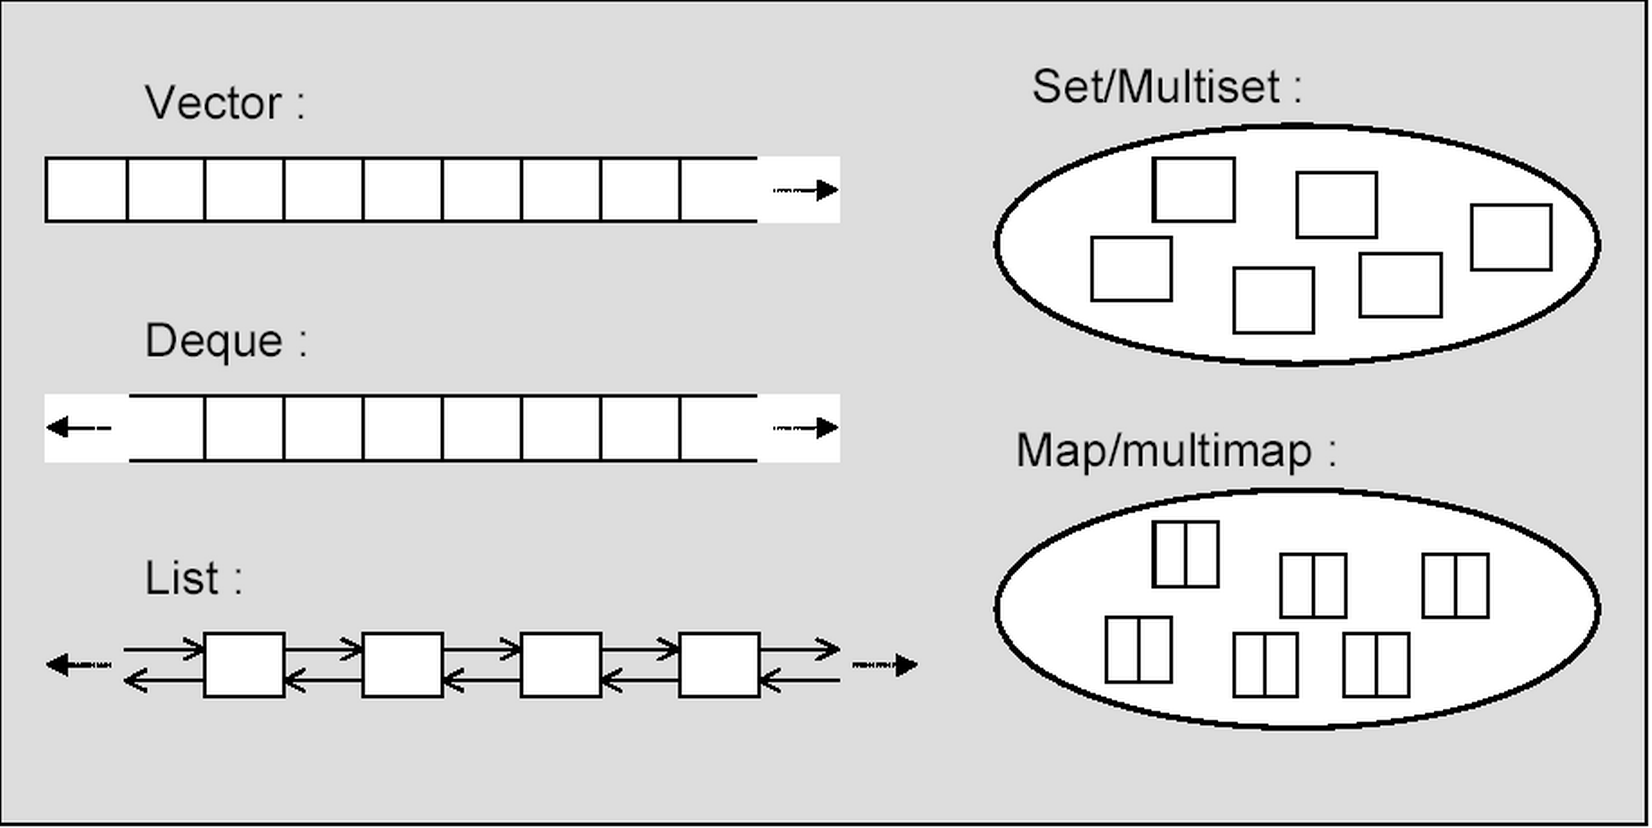 Vector :
Deque :
List :
Set/Multiset :
Map/multimap :